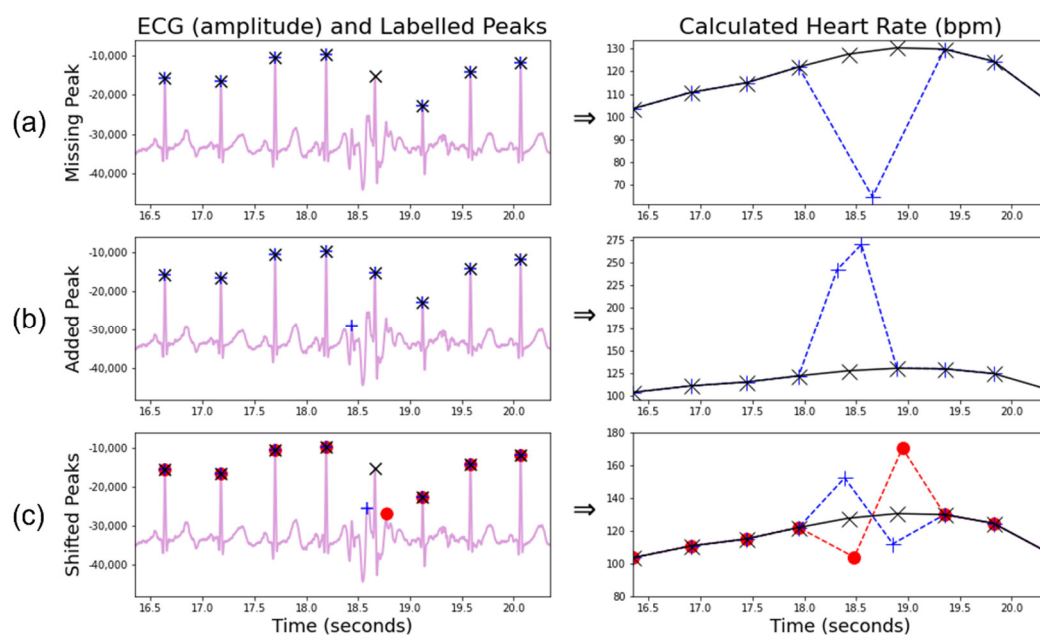 ECG (amplitude) and Labelled Peaks
Calculated Heart Rate (bpm)
(a)
Missing Peak
-10,000
-20,000
-30,000
-40,000
16.5 17.0 17.5 18.0 18.5 19.0 19.5 20.0
⇒
130
120
110
100
90
80
70
16.5 17.0 17.5 18.0 18.5 19.0 19.5 20.0
(b)
Added Peak
-10,000
-20,000
-30,000
-40,000
16.5 17.0 17.5 18.0 18.5 19.0 19.5 20.0
⇒
275
250
225
200
175
150
125
100
16.5 17.0 17.5 18.0 18.5 19.0 19.5 20.0
(c)
Shifted Peaks
-10,000
-20,000
-30,000
-40,000
16.5 17.0 17.5 18.0 18.5 19.0 19.5 20.0
Time (seconds)
⇒
180
160
140
120
100
80
16.5 17.0 17.5 18.0 18.5 19.0 19.5 20.0
Time (seconds)